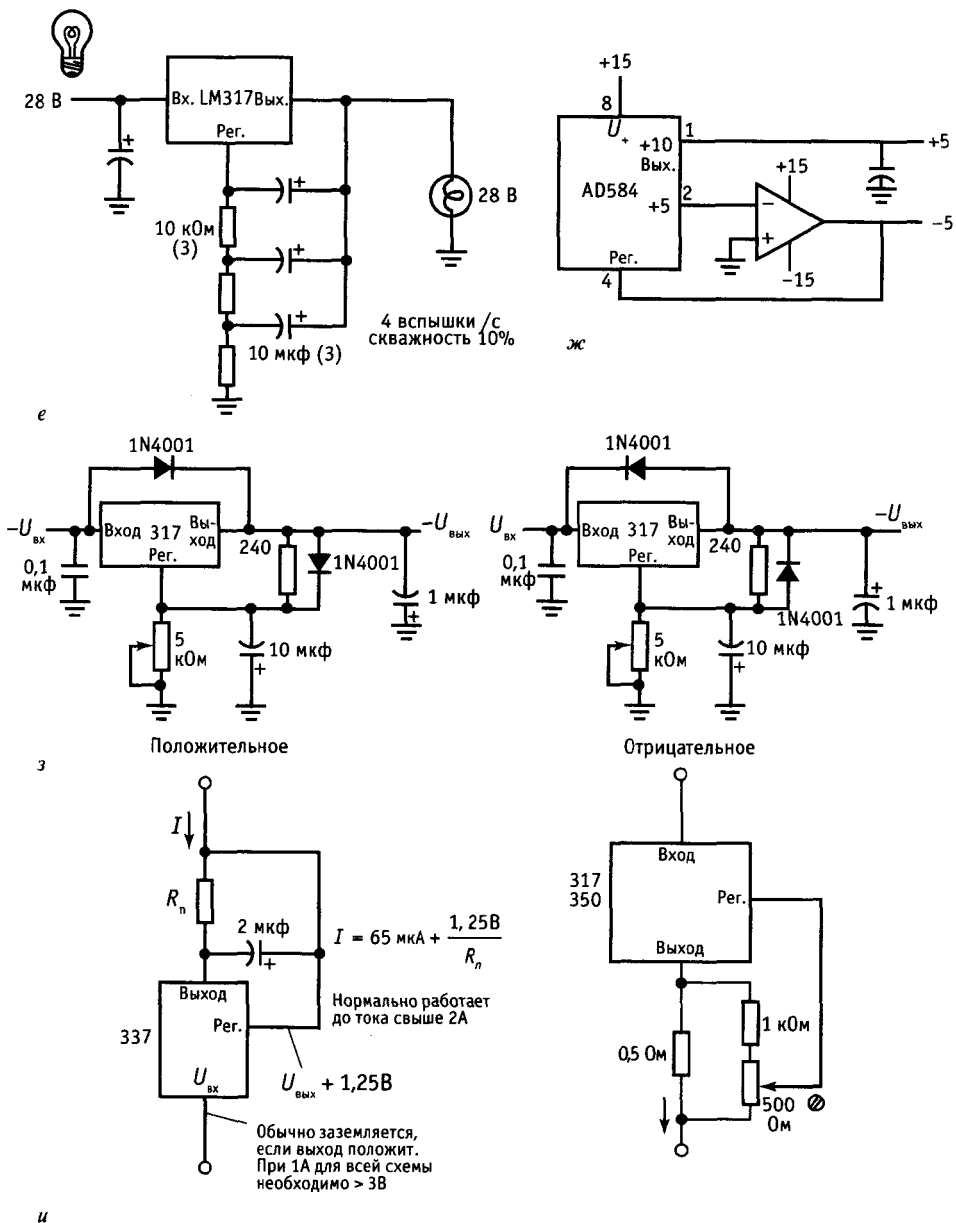 28 В
Вх. LM317 Вых.
Рег.
+
+
10 кОм
(3)
+
+
10 мкф (3)
28 В
4 вспышки /с
скважность 10%
е
+15
8
U+
+10
Вых.
1
+5
AD584
+5
2
+15
−
+
−15
−5
Рег.
4
ж
1N4001
−Uвх
Вход 317 Вы-
ход
Рег.
240
−Uвых
0,1
мкф
1N4001
1 мкф
+
5
кОм
10 мкф
+
Положительное
1N4001
Uвх
Вход 317 Вы-
ход
Рег.
240
−Uвых
0,1
мкф
1N4001
+
1 мкф
5
кОм
10 мкф
+
Отрицательное
з
I
Rп
2 мкф
+
I = 65 мкА + 1,25В / Rп
Нормально работает
до тока свыше 2А
Выход
337
Рег.
Uвх
Uвых + 1,25В
Обычно заземляется,
если выход положит.
При 1А для всей схемы
необходимо > 3В
Вход
317
350
Рег.
Выход
1 кОм
0,5 Ом
500
Ом
и